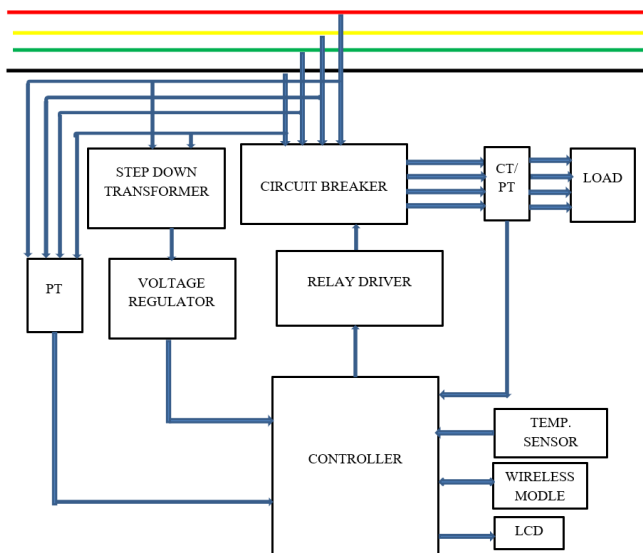 STEP DOWN
TRANSFORMER
CIRCUIT BREAKER
CT/
PT
LOAD
PT
VOLTAGE
REGULATOR
RELAY DRIVER
CONTROLLER
TEMP.
SENSOR
WIRELESS
MODLE
LCD